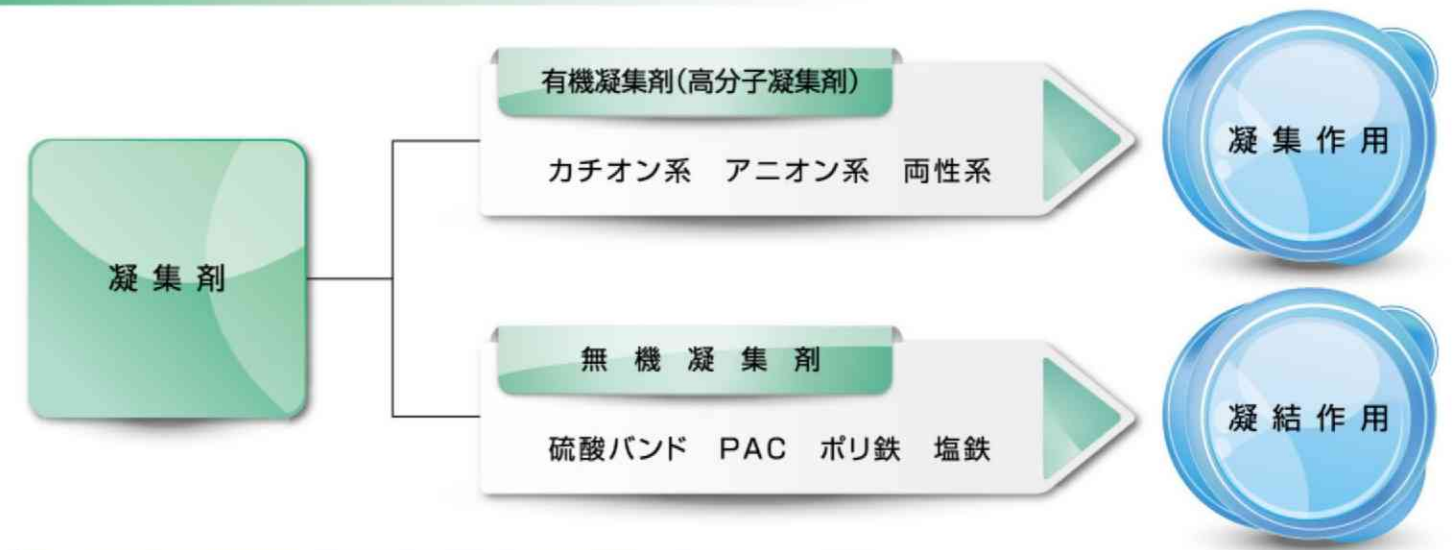 凝集剤
有機凝集剤(高分子凝集剤)
カチオン系 アニオン系 両性系
凝集作用
無機凝集剤
硫酸バンド PAC ポリ鉄 塩鉄
凝結作用